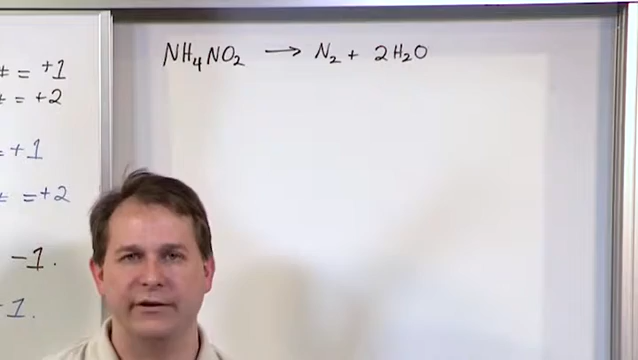 # = +1
# = +2
= +1
= +2
-1.
+1.
NH₄NO₂ → N₂ + 2H₂O